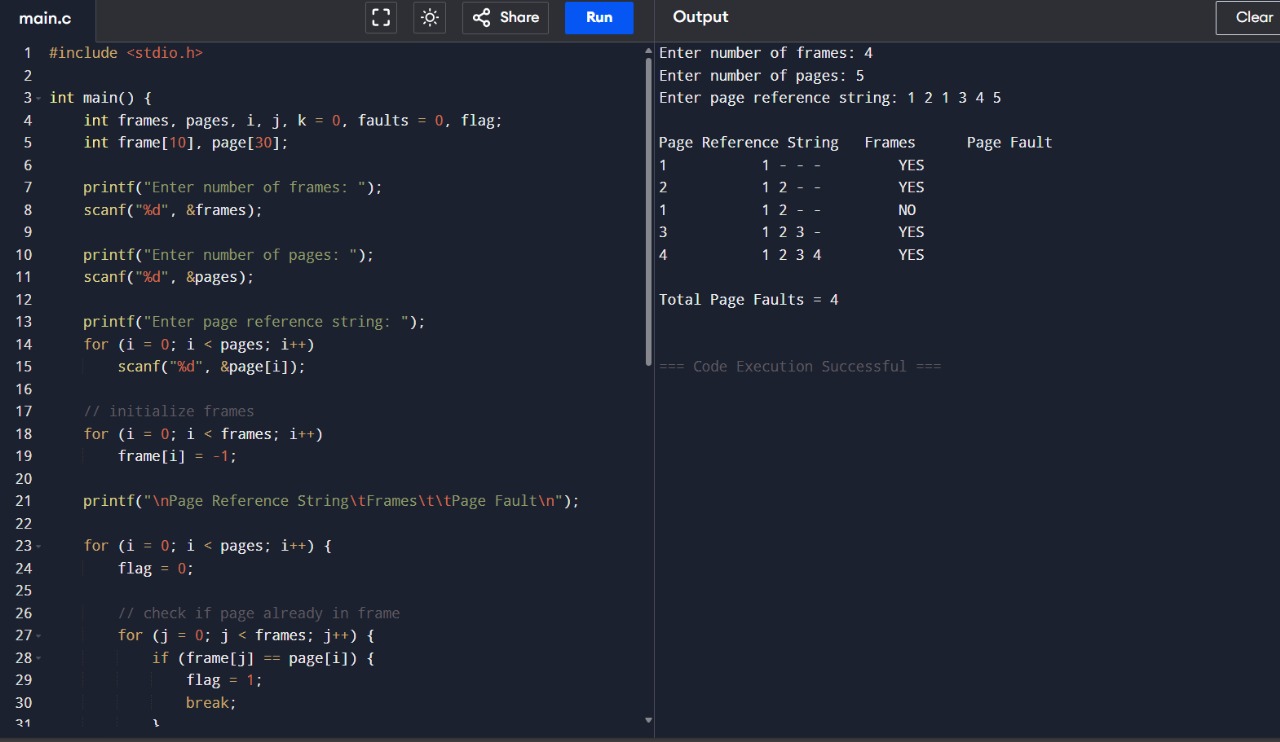 main.c
Share
Run
Output
Clear
1 #include <stdio.h>
2
3 int main() {
4     int frames, pages, i, j, k = 0, faults = 0, flag;
5     int frame[10], page[30];
6
7     printf("Enter number of frames: ");
8     scanf("%d", &frames);
9
10     printf("Enter number of pages: ");
11     scanf("%d", &pages);
12
13     printf("Enter page reference string: ");
14     for (i = 0; i < pages; i++)
15         scanf("%d", &page[i]);
16
17     // initialize frames
18     for (i = 0; i < frames; i++)
19         frame[i] = -1;
20
21     printf("\nPage Reference String\tFrames\t\tPage Fault\n");
22
23     for (i = 0; i < pages; i++) {
24         flag = 0;
25
26         // check if page already in frame
27         for (j = 0; j < frames; j++) {
28             if (frame[j] == page[i]) {
29                 flag = 1;
30                 break;
31             }
Enter number of frames: 4
Enter number of pages: 5
Enter page reference string: 1 2 1 3 4 5
Page Reference String   Frames      Page Fault
1           1 - - -         YES
2           1 2 - -         YES
1           1 2 - -         NO
3           1 2 3 -         YES
4           1 2 3 4         YES
Total Page Faults = 4
=== Code Execution Successful ===